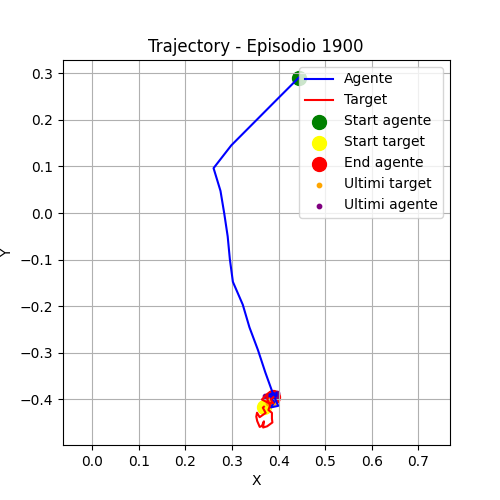 Trajectory - Episodio 1900
Agente
Target
Start agente
Start target
End agente
Ultimi target
Ultimi agente
0.3
0.2
0.1
0.0
−0.1
−0.2
−0.3
−0.4
Y
0.0 0.1 0.2 0.3 0.4 0.5 0.6 0.7
X